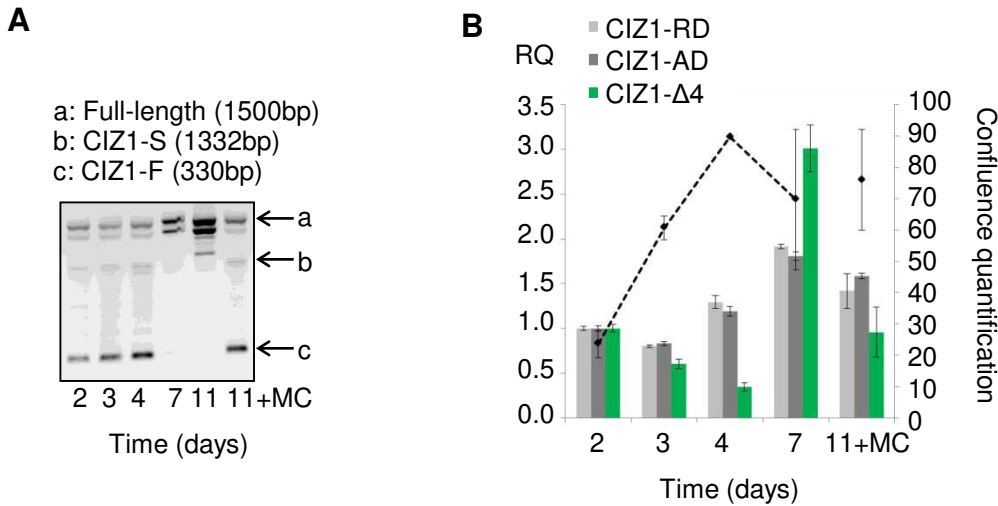 A
a: Full-length (1500bp)
b: CIZ1-S (1332bp)
c: CIZ1-F (330bp)
a
b
c
2 3 4 7 11 11+MC
Time (days)
B
RQ
CIZ1-RD
CIZ1-AD
CIZ1-Δ4
3.5
3.0
2.5
2.0
1.5
1.0
0.5
0.0
100
90
80
70
60
50
40
30
20
10
0
Confluence quantification
2 3 4 7 11+MC
Time (days)